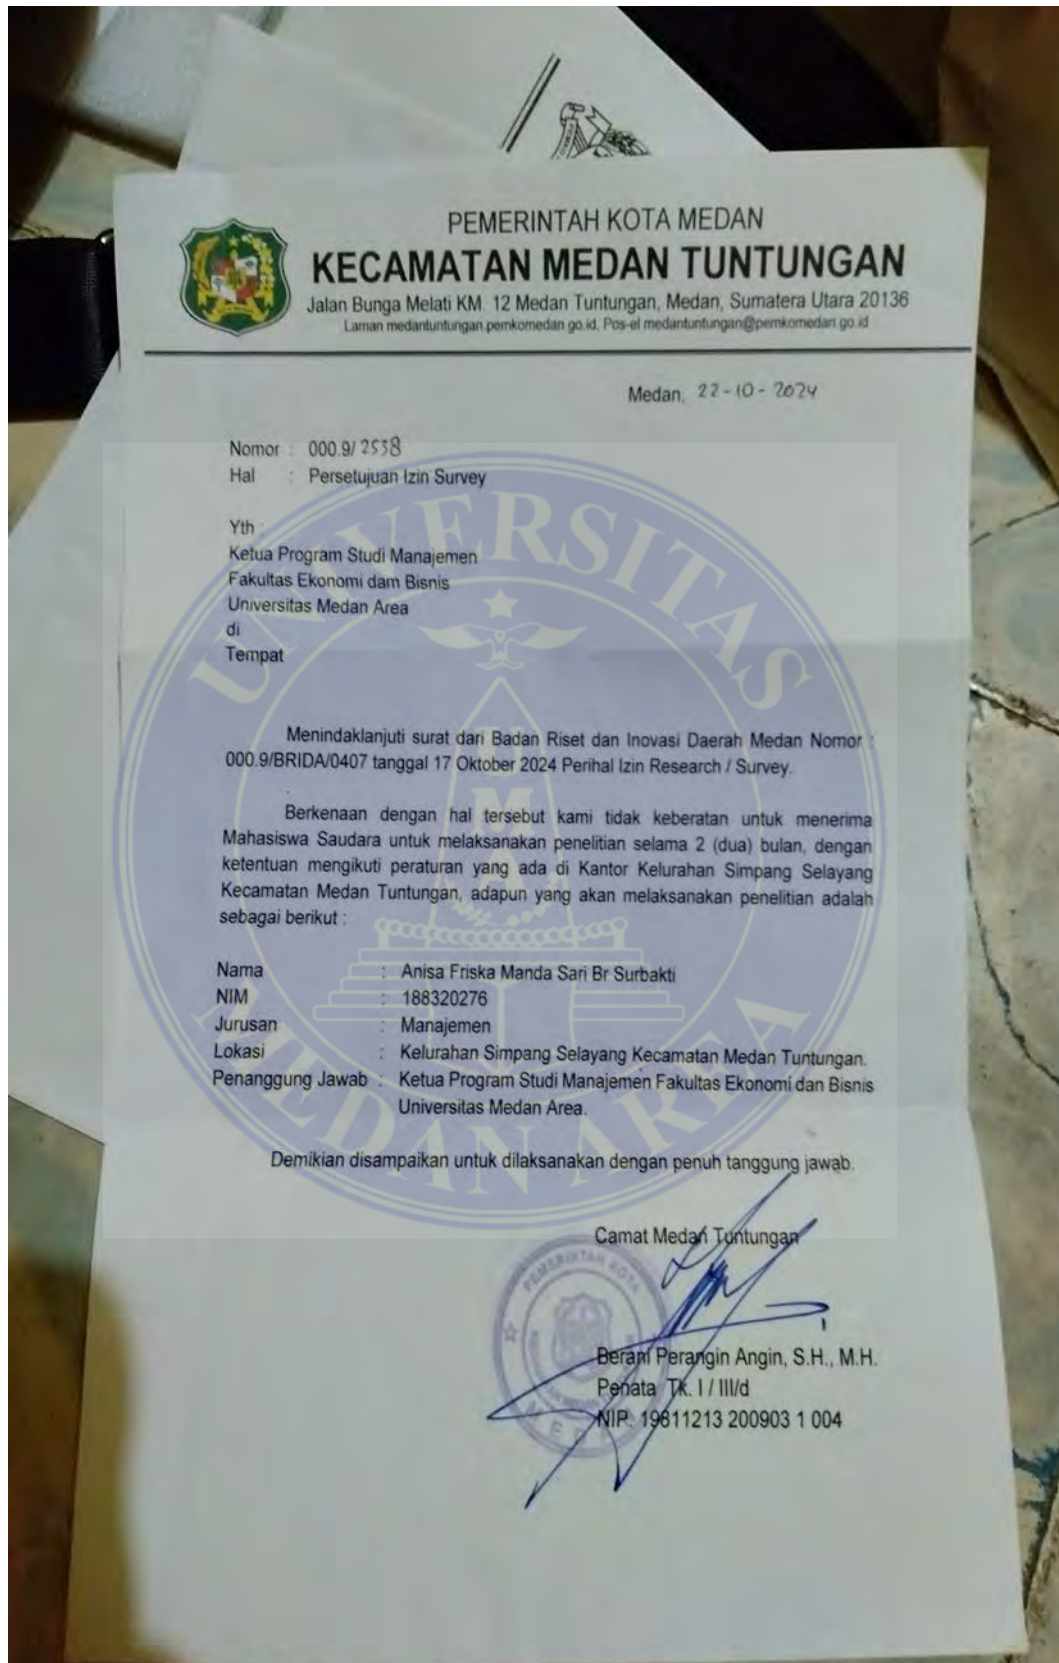 PEMERINTAH KOTA MEDAN
KECAMATAN MEDAN TUNTUNGAN
Jalan Bunga Melati KM 12 Medan Tuntungan, Medan, Sumatera Utara 20136
Laman medantuntungan.pemkomedan.go.id, Pos-el medantuntungan@pemkomedan.go.id
Medan, 22-10-2024
Nomor : 000.9/2538
Hal : Persetujuan Izin Survey
Yth :
Ketua Program Studi Manajemen
Fakultas Ekonomi dam Bisnis
Universitas Medan Area
di
Tempat
Menindaklanjuti surat dari Badan Riset dan Inovasi Daerah Medan Nomor :
000.9/BRIDA/0407 tanggal 17 Oktober 2024 Perihal Izin Research / Survey.
Berkenaan dengan hal tersebut kami tidak keberatan untuk menerima
Mahasiswa Saudara untuk melaksanakan penelitian selama 2 (dua) bulan, dengan
ketentuan mengikuti peraturan yang ada di Kantor Kelurahan Simpang Selayang
Kecamatan Medan Tuntungan, adapun yang akan melaksanakan penelitian adalah
sebagai berikut :
Nama : Anisa Friska Manda Sari Br Surbakti
NIM : 188320276
Jurusan : Manajemen
Lokasi : Kelurahan Simpang Selayang Kecamatan Medan Tuntungan.
Penanggung Jawab : Ketua Program Studi Manajemen Fakultas Ekonomi dan Bisnis
Universitas Medan Area.
Demikian disampaikan untuk dilaksanakan dengan penuh tanggung jawab.
Camat Medan Tuntungan
Berani Perangin Angin, S.H., M.H.
Penata Tk. I / III/d
NIP. 19811213 200903 1 004
PEMERINTAH KOTA
MEDAN
UNIVERSITAS
UMA
MEDAN AREA